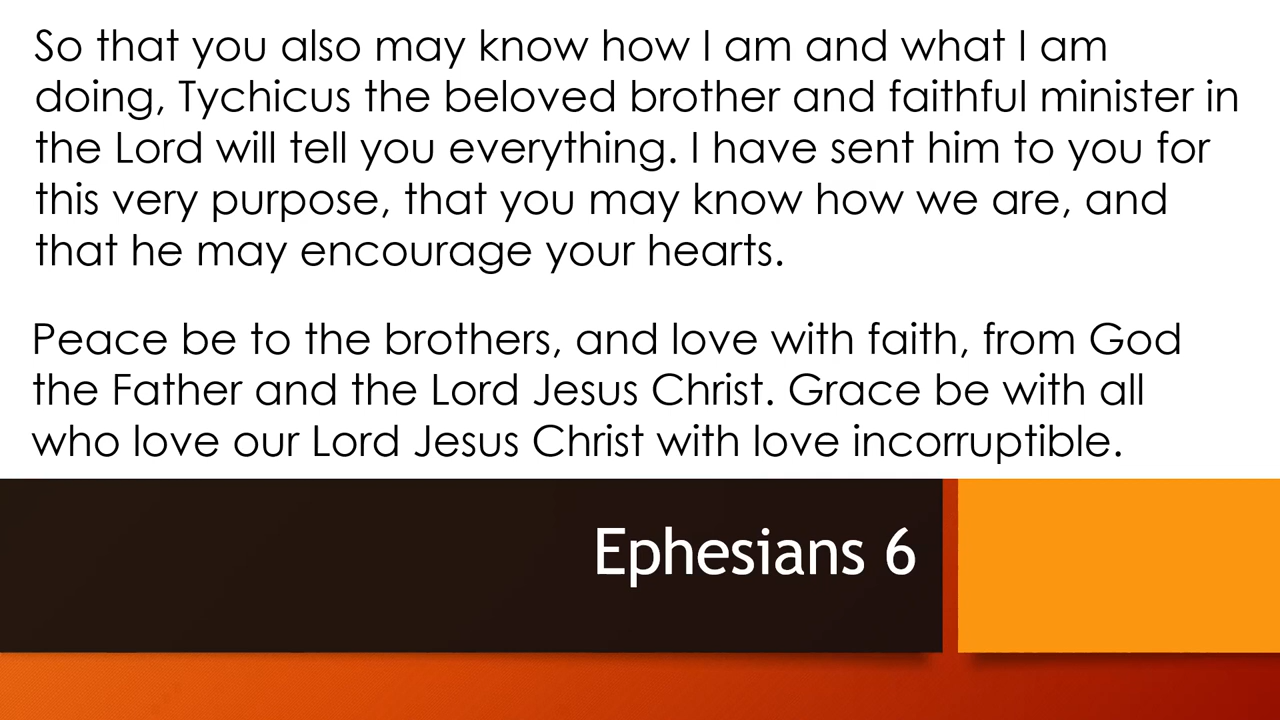 So that you also may know how I am and what I am
doing, Tychicus the beloved brother and faithful minister in
the Lord will tell you everything. I have sent him to you for
this very purpose, that you may know how we are, and
that he may encourage your hearts.
Peace be to the brothers, and love with faith, from God
the Father and the Lord Jesus Christ. Grace be with all
who love our Lord Jesus Christ with love incorruptible.
Ephesians 6